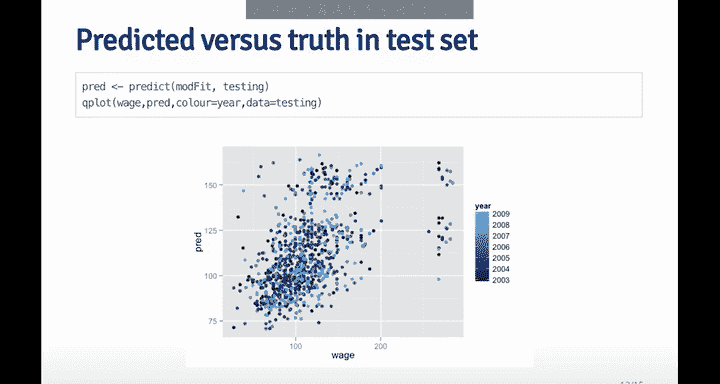 Predicted versus truth in test set
pred <- predict(modFit, testing)
qplot(wage,pred,colour=year,data=testing)
150
125
100
75
pred
100
200
wage
year
2009
2008
2007
2006
2005
2004
2003